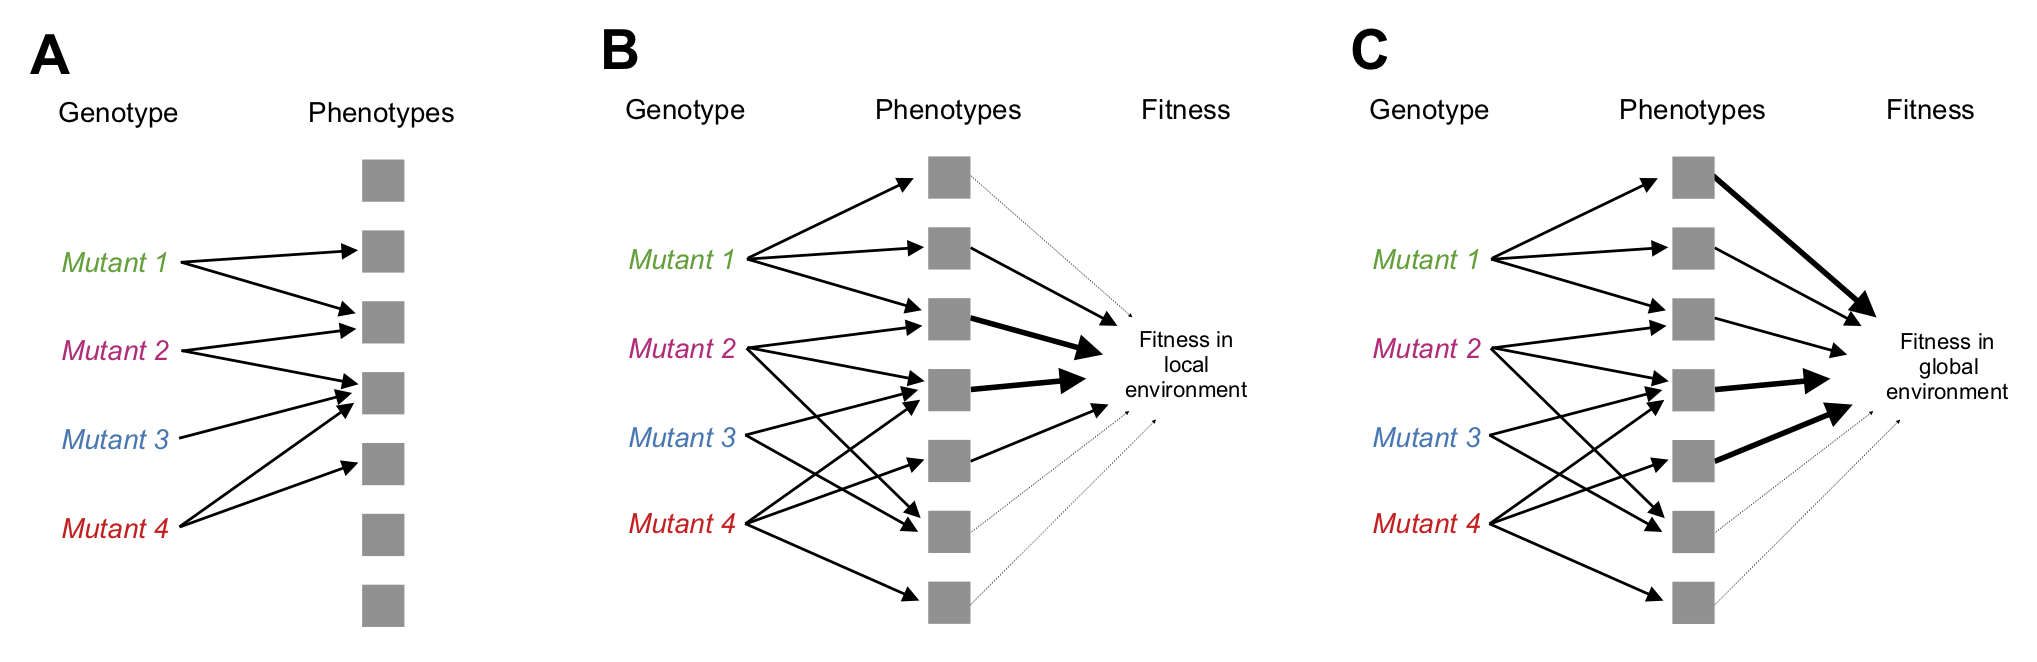 A
Genotype
Phenotypes
Mutant 1
Mutant 2
Mutant 3
Mutant 4
B
Genotype
Phenotypes
Fitness
Mutant 1
Mutant 2
Mutant 3
Mutant 4
Fitness in
local
environment
C
Genotype
Phenotypes
Fitness
Mutant 1
Mutant 2
Mutant 3
Mutant 4
Fitness in
global
environment